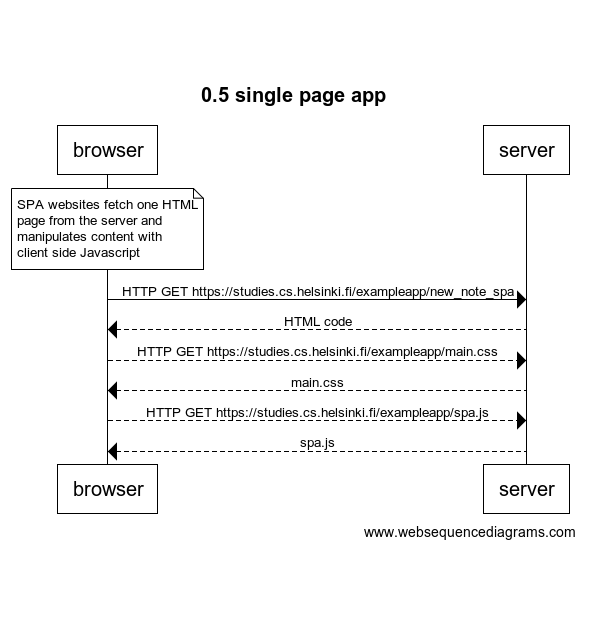 0.5 single page app
browser
server
SPA websites fetch one HTML
page from the server and
manipulates content with
client side Javascript
HTTP GET https://studies.cs.helsinki.fi/exampleapp/new_note_spa
HTML code
HTTP GET https://studies.cs.helsinki.fi/exampleapp/main.css
main.css
HTTP GET https://studies.cs.helsinki.fi/exampleapp/spa.js
spa.js
browser
server
www.websequencediagrams.com